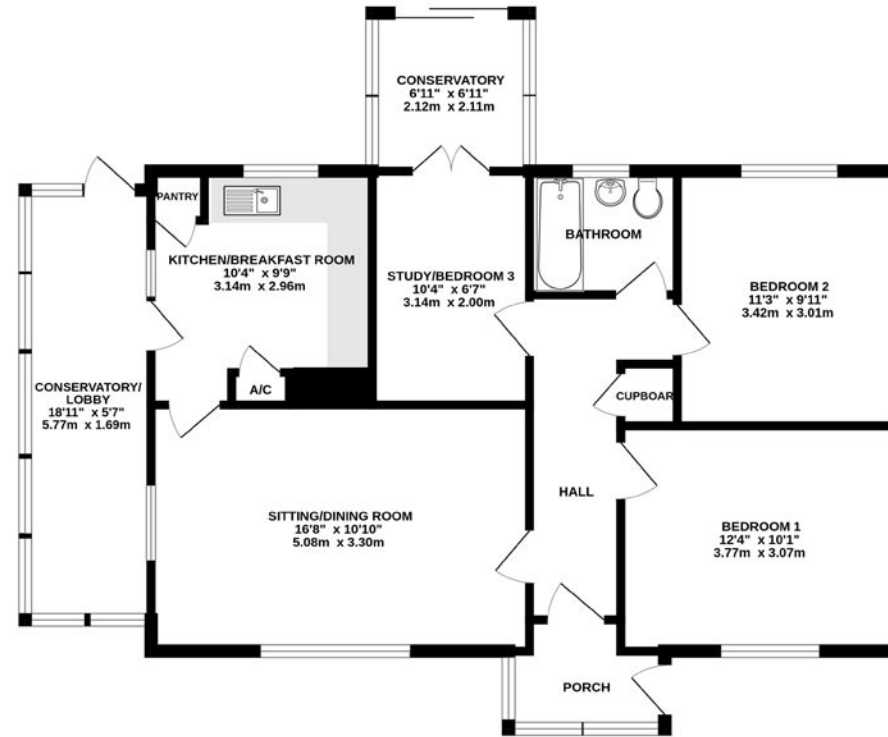 CONSERVATORY
6'11" x 6'11"
2.12m x 2.11m
PANTRY
KITCHEN/BREAKFAST ROOM
10'4" x 9'9"
3.14m x 2.96m
BATHROOM
STUDY/BEDROOM 3
10'4" x 6'7"
3.14m x 2.00m
BEDROOM 2
11'3" x 9'11"
3.42m x 3.01m
CONSERVATORY/
LOBBY
18'11" x 5'7"
5.77m x 1.69m
A/C
CUPBOAR
HALL
SITTING/DINING ROOM
16'8" x 10'10"
5.08m x 3.30m
BEDROOM 1
12'4" x 10'1"
3.77m x 3.07m
PORCH